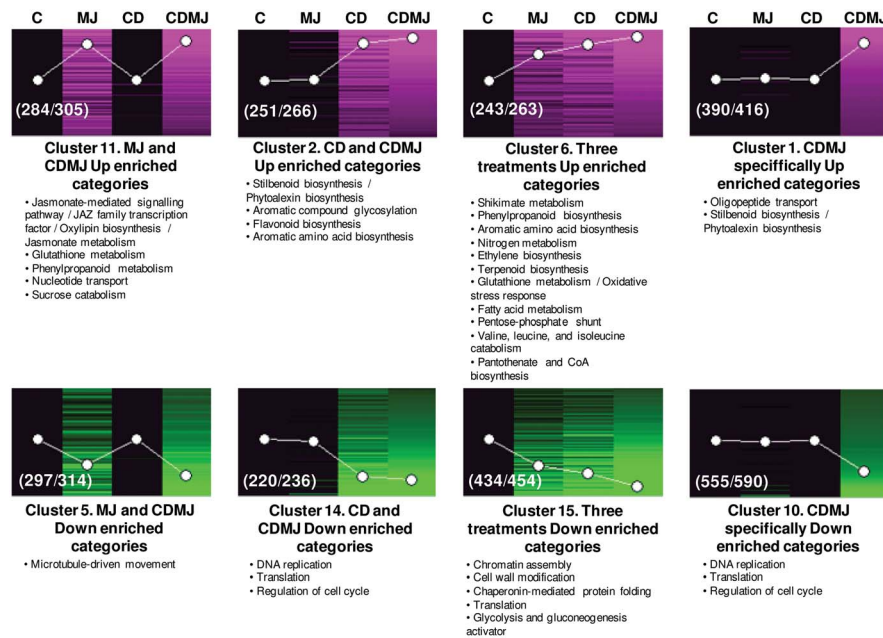 C MJ CD CDMJ
C MJ CD CDMJ
C MJ CD CDMJ
C MJ CD CDMJ
(284/305)
Cluster 11. MJ and
CDMJ Up enriched
categories
• Jasmonate-mediated signalling
pathway / JAZ family transcription
factor / Oxylipin biosynthesis /
Jasmonate metabolism
• Glutathione metabolism
• Phenylpropanoid metabolism
• Nucleotide transport
• Sucrose catabolism
(251/266)
Cluster 2. CD and CDMJ
Up enriched categories
• Stilbenoid biosynthesis /
Phytoalexin biosynthesis
• Aromatic compound glycosylation
• Flavonoid biosynthesis
• Aromatic amino acid biosynthesis
(243/263)
Cluster 6. Three
treatments Up enriched
categories
• Shikimate metabolism
• Phenylpropanoid biosynthesis
• Aromatic amino acid biosynthesis
• Nitrogen metabolism
• Ethylene biosynthesis
• Terpenoid biosynthesis
• Glutathione metabolism / Oxidative
stress response
• Fatty acid metabolism
• Pentose-phosphate shunt
• Valine, leucine, and isoleucine
catabolism
• Pantothenate and CoA
biosynthesis
(390/416)
Cluster 1. CDMJ
speciffically Up
enriched categories
• Oligopeptide transport
• Stilbenoid biosynthesis /
Phytoalexin biosynthesis
(297/314)
Cluster 5. MJ and CDMJ
Down enriched
categories
• Microtubule-driven movement
(220/236)
Cluster 14. CD and
CDMJ Down enriched
categories
• DNA replication
• Translation
• Regulation of cell cycle
(434/454)
Cluster 15. Three
treatments Down enriched
categories
• Chromatin assembly
• Cell wall modification
• Chaperonin-mediated protein folding
• Translation
• Glycolysis and gluconeogenesis
activator
(555/590)
Cluster 10. CDMJ
specifically Down
enriched categories
• DNA replication
• Translation
• Regulation of cell cycle